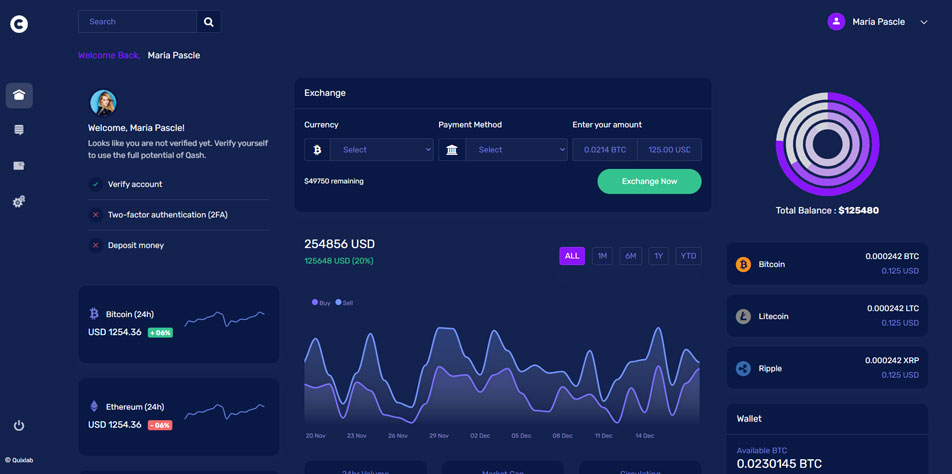 C
Search
Maria Pascle
Welcome Back, Maria Pascle
Welcome, Maria Pascle!
Looks like you are not verified yet. Verify yourself
to use the full potential of Qash.
Verify account
Two-factor authentication (2FA)
Deposit money
Bitcoin (24h)
USD 1254.36 + 06%
Ethereum (24h)
USD 1254.36 - 06%
© Quixlab
Exchange
Currency Payment Method Enter your amount
Select Select 0.0214 BTC 125.00 USD
$49750 remaining
Exchange Now
254856 USD
125648 USD (20%)
ALL 1M 6M 1Y YTD
Buy Sell
20 Nov 23 Nov 26 Nov 29 Nov 02 Dec 05 Dec 08 Dec 11 Dec 14 Dec
24hr Volume Market Cap Circulating
Total Balance : $125480
Bitcoin 0.000242 BTC
0.125 USD
Litecoin 0.000242 LTC
0.125 USD
Ripple 0.000242 XRP
0.125 USD
Wallet
Available BTC
0.0230145 BTC